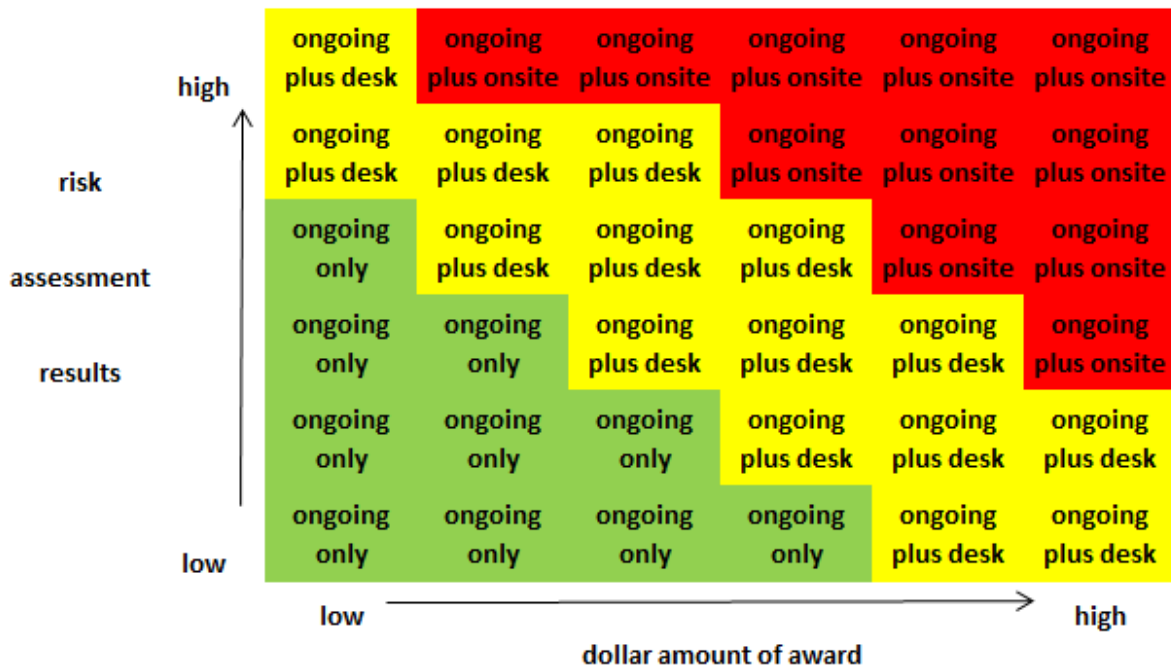 ongoing ongoing ongoing ongoing ongoing ongoing
plus desk plus onsite plus onsite plus onsite plus onsite plus onsite
high
ongoing ongoing ongoing ongoing ongoing ongoing
plus desk plus desk plus desk plus onsite plus onsite plus onsite
risk
ongoing ongoing ongoing ongoing ongoing ongoing
only plus desk plus desk plus desk plus onsite plus onsite
assessment
ongoing ongoing ongoing ongoing ongoing ongoing
only only plus desk plus desk plus desk plus onsite
results
ongoing ongoing ongoing ongoing ongoing ongoing
only only only plus desk plus desk plus desk
ongoing ongoing ongoing ongoing ongoing ongoing
only only only only plus desk plus desk
low
low high
dollar amount of award